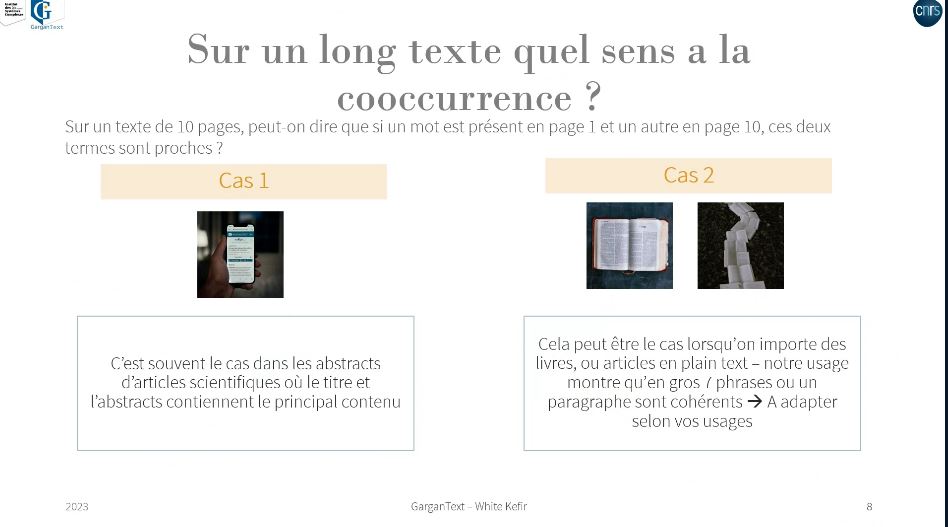 Institut
des
Systèmes
Complexes
GarganText
cnrs
Sur un long texte quel sens a la
cooccurrence ?
Sur un texte de 10 pages, peut-on dire que si un mot est présent en page 1 et un autre en page 10, ces deux
termes sont proches ?
Cas 1
Cas 2
C’est souvent le cas dans les abstracts
d’articles scientifiques où le titre et
l’abstracts contiennent le principal contenu
Cela peut être le cas lorsqu’on importe des
livres, ou articles en plain text – notre usage
montre qu’en gros 7 phrases ou un
paragraphe sont cohérents → A adapter
selon vos usages
2023
GarganText – White Kefir
8